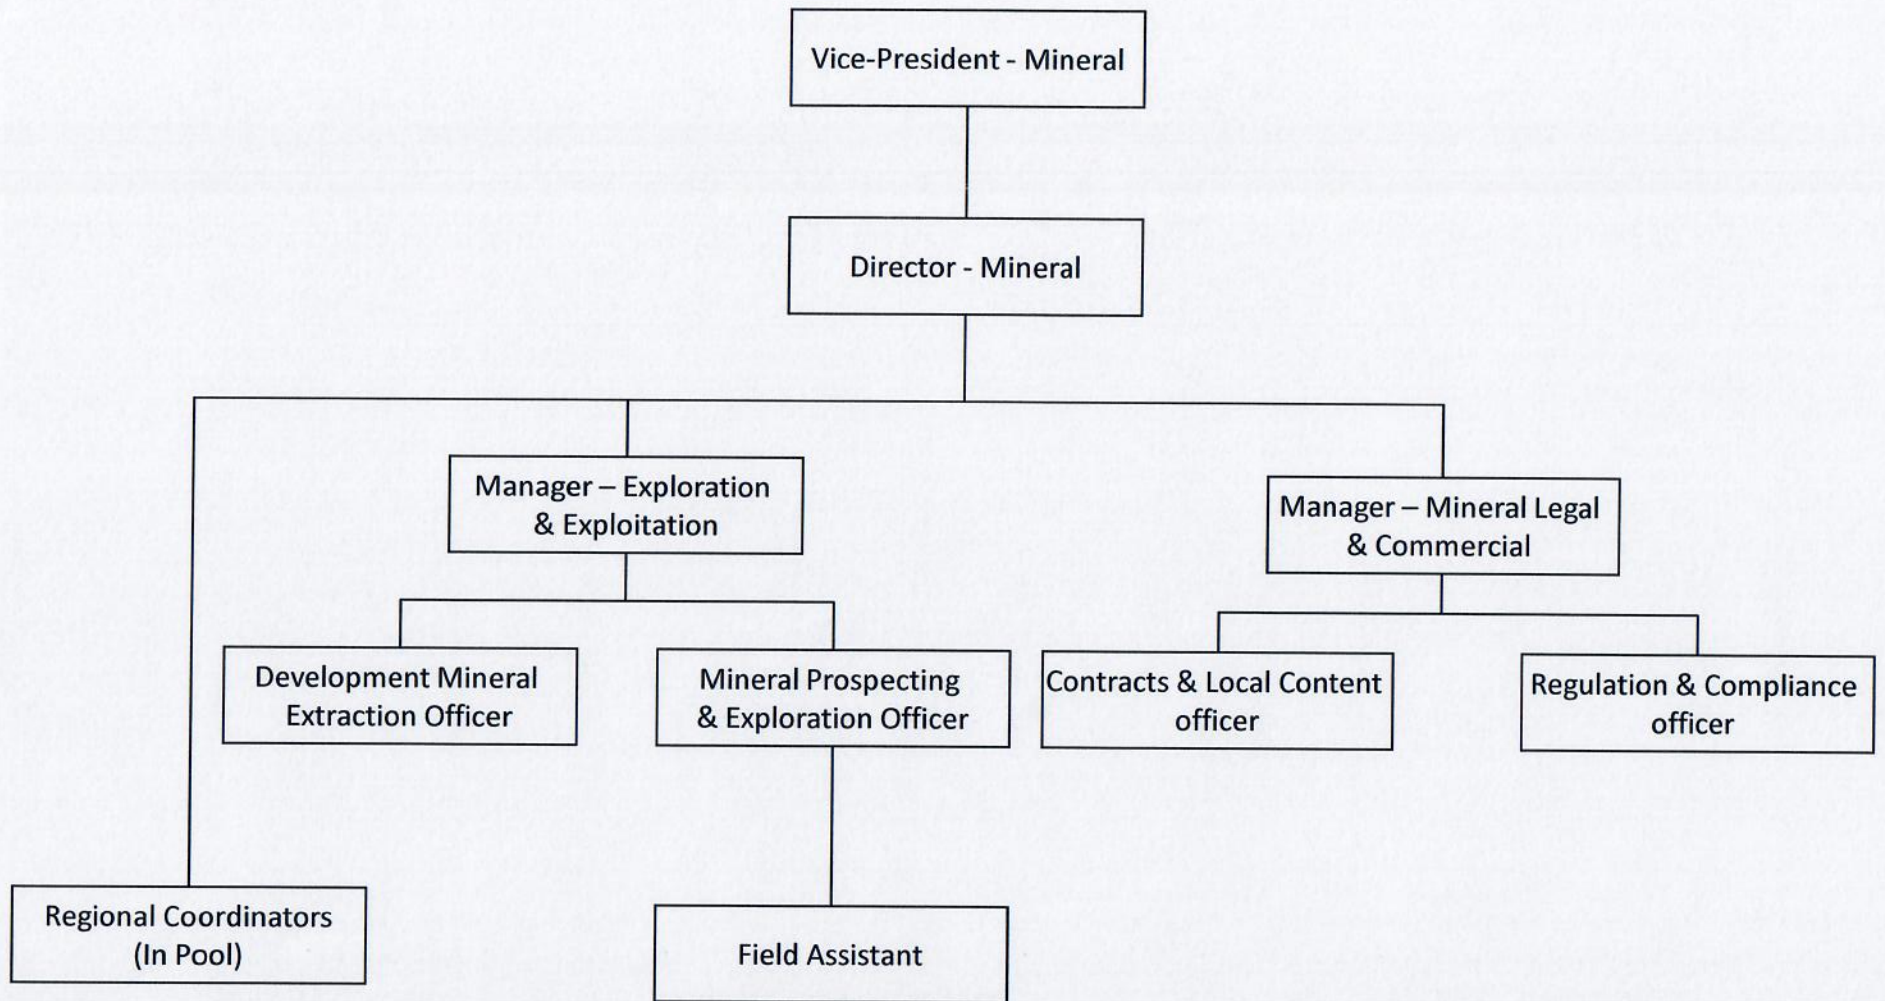 Vice-President - Mineral
Director - Mineral
Manager – Exploration
& Exploitation
Manager – Mineral Legal
& Commercial
Development Mineral
Extraction Officer
Mineral Prospecting
& Exploration Officer
Contracts & Local Content
officer
Regulation & Compliance
officer
Regional Coordinators
(In Pool)
Field Assistant